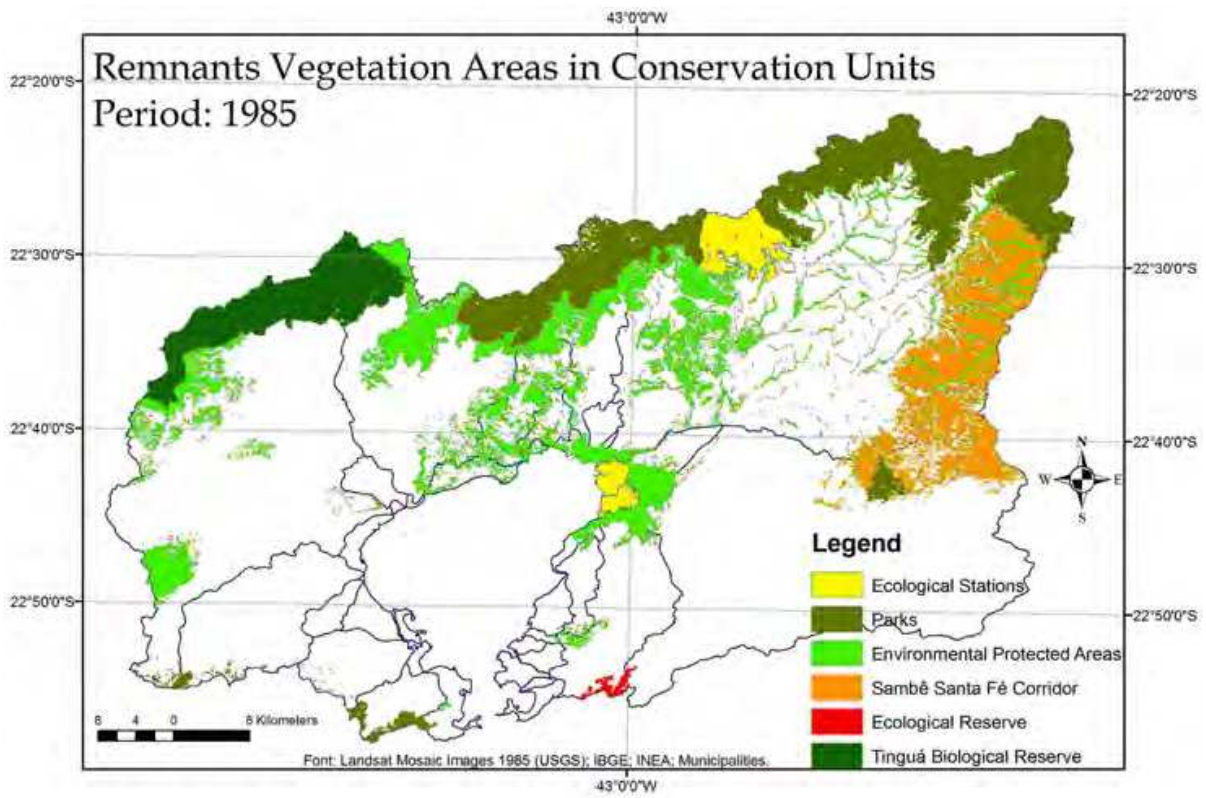 43°0'0"W
Remnants Vegetation Areas in Conservation Units
Period: 1985
22°20'0"S
22°20'0"S
22°30'0"S
22°30'0"S
22°40'0"S
22°40'0"S
N
W
E
S
Legend
Ecological Stations
Parks
Environmental Protected Areas
Sambê Santa Fé Corridor
Ecological Reserve
Tinguá Biological Reserve
22°50'0"S
22°50'0"S
8 4 0 8 Kilometers
Font: Landsat Mosaic Images 1985 (USGS); IBGE; INEA; Municipalities.
43°0'0"W